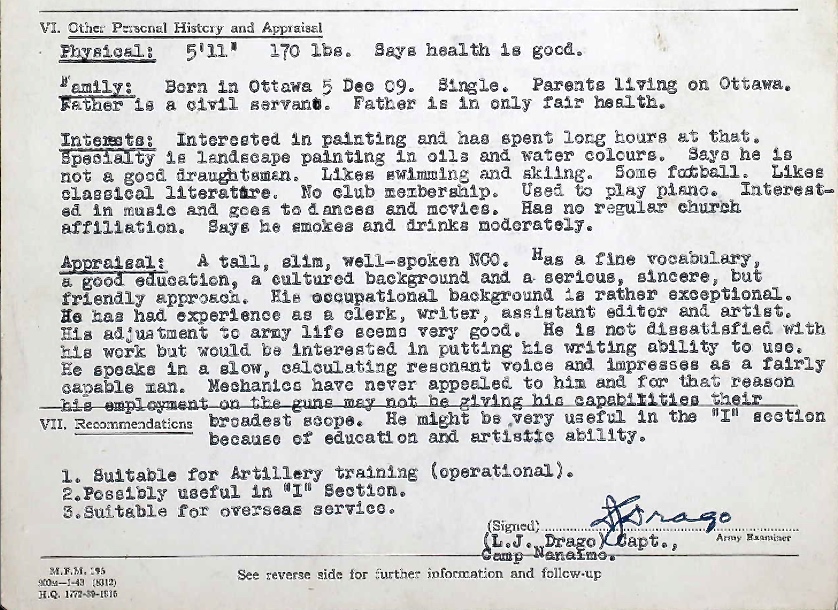 VI. Other Personal History and Appraisal
Physical: 5'11" 170 lbs. Says health is good.
Family: Born in Ottawa 5 Dec 09. Single. Parents living on Ottawa.
Father is a civil servant. Father is in only fair health.
Interests: Interested in painting and has spent long hours at that.
Specialty is landscape painting in oils and water colours. Says he is
not a good draughtsman. Likes swimming and skiing. Some football. Likes
classical literature. No club membership. Used to play piano. Interest-
ed in music and goes to dances and movies. Has no regular church
affiliation. Says he smokes and drinks moderately.
Appraisal: A tall, slim, well-spoken NCO. Has a fine vocabulary,
a good education, a cultured background and a serious, sincere, but
friendly approach. His occupational background is rather exceptional.
He has had experience as a clerk, writer, assistant editor and artist.
His adjustment to army life seems very good. He is not dissatisfied with
his work but would be interested in putting his writing ability to use.
He speaks in a slow, calculating resonant voice and impresses as a fairly
capable man. Mechanics have never appealed to him and for that reason
his employment on the guns may not be giving his capabilities their
VII. Recommendations broadest scope. He might be very useful in the "I" section
because of education and artistic ability.
1. Suitable for Artillery training (operational).
2.Possibly useful in "I" Section.
3.Suitable for overseas service.
(Signed) LJDrago
(L.J. Drago) Capt., Army Examiner
Camp Nanaimo.
M.F.M. 196
900M—1-43 (8312)
H.Q. 1772-39-1616
See reverse side for further information and follow-up